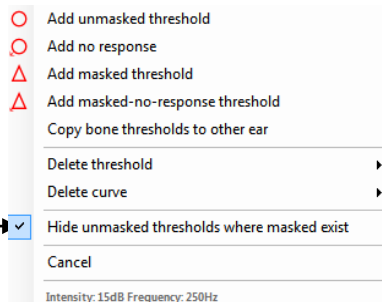 Add unmasked threshold
Add no response
Add masked threshold
Add masked-no-response threshold
Copy bone thresholds to other ear
Delete threshold
Delete curve
Hide unmasked thresholds where masked exist
Cancel
Intensity: 15dB Frequency: 250Hz